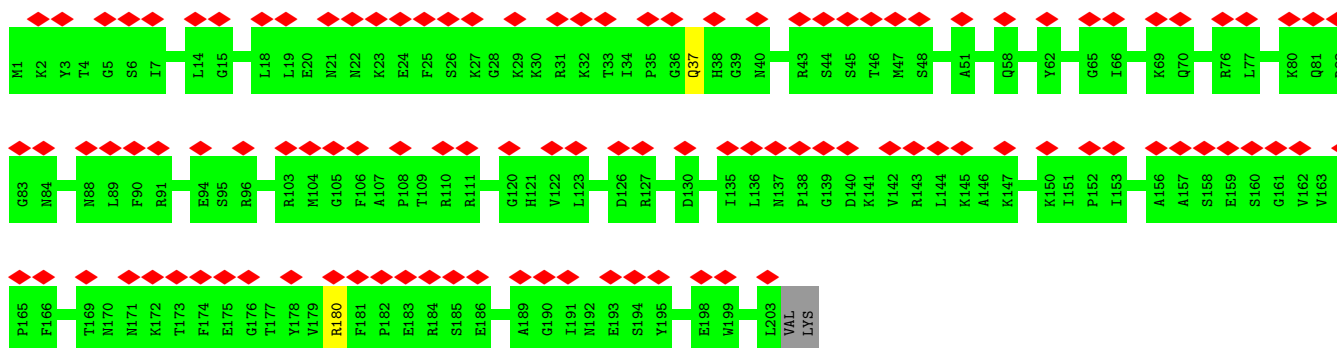 M1 K2 Y3 T4 G5 S6 I7 L14 G15 L18 L19 E20 N21 N22 K23 E24 F25 S26 K27 G28 K29 K30 R31 K32 T33 I34 P35 G36 Q37 H38 G39 N40 R43 S44 S45 T46 M47 S48 A51 Q58 Y62 G65 I66 K69 Q70 R76 L77 K80 Q81
G83 N84 N88 L89 F90 R91 E94 S95 R96 R103 M104 G105 F106 A107 P108 T109 R110 R111 G120 H121 V122 L123 D126 R127 D130 I135 L136 N137 P138 G139 D140 K141 V142 R143 L144 K145 A146 K147 K150 I151 P152 I153 A156 A157 S158 E159 S160 G161 V162 V163
P165 F166 T169 N170 N171 K172 T173 F174 E175 G176 T177 Y178 V179 R180 F181 P182 E183 R184 S185 E186 A189 G190 I191 N192 E193 S194 Y195 E198 W199 L203 VAL LYS